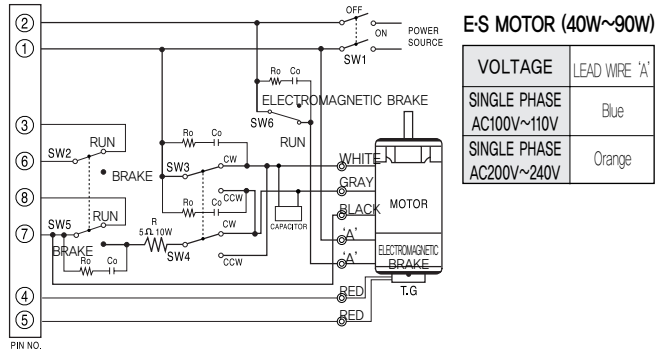 E·S MOTOR (40W~90W)
VOLTAGE
LEAD WIRE 'A'
SINGLE PHASE
AC100V~110V
Blue
SINGLE PHASE
AC200V~240V
Orange
2
1
3
6
8
7
4
5
PIN NO.
OFF
ON
POWER
SOURCE
SW1
Ro Co
ELECTROMAGNETIC BRAKE
SW6
RUN
RUN
SW2
BRAKE
Ro Co
SW3
CW
CCW
Ro Co
RUN
SW5
BRAKE
Ro Co
R
5Ω 10W
SW4
CW
CCW
CAPACITOR
WHITE
GRAY
BLACK
'A'
'A'
RED
RED
MOTOR
ELECTROMAGNETIC
BRAKE
T.G